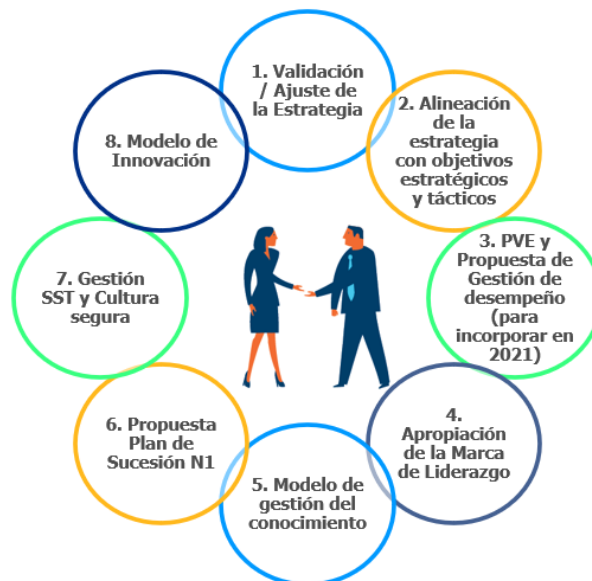 1. Validación
/ Ajuste de
la Estrategia
2. Alineación
de la
estrategia
con objetivos
estratégicos
y tácticos
3. PVE y
Propuesta de
Gestión de
desempeño
(para
incorporar en
2021)
4.
Apropiación
de la Marca
de Liderazgo
5. Modelo de
gestión del
conocimiento
6. Propuesta
Plan de
Sucesión N1
7. Gestión
SST y Cultura
segura
8. Modelo de
Innovación